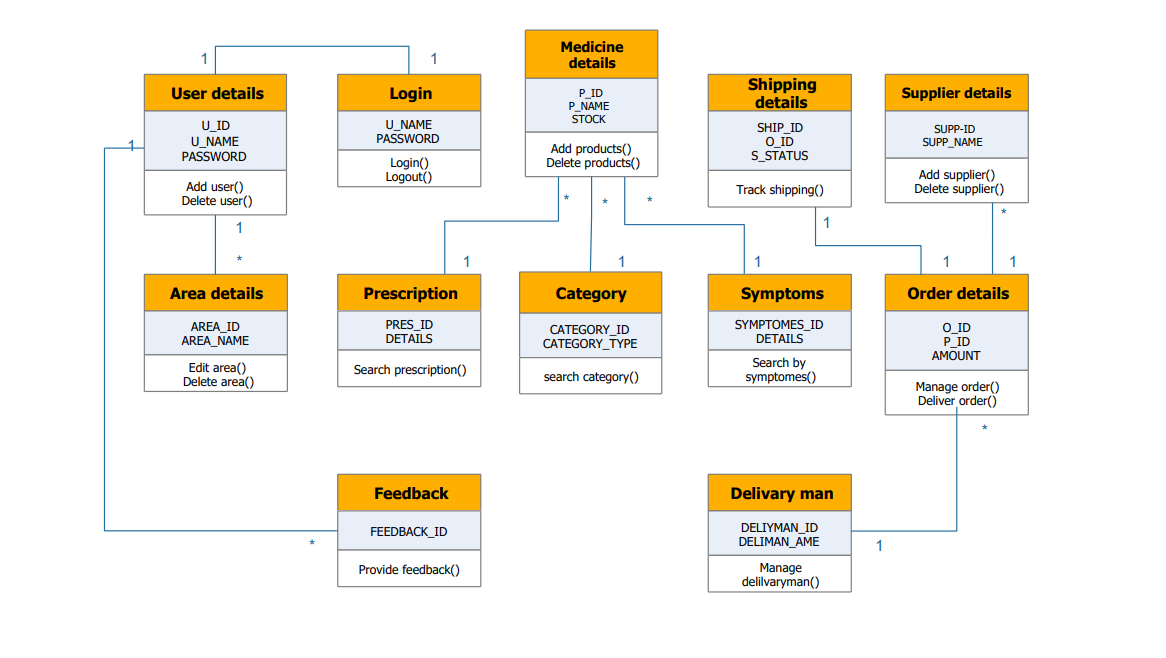 1
1
User details
U_ID
U_NAME
PASSWORD
Add user()
Delete user()
Login
U_NAME
PASSWORD
Login()
Logout()
Medicine
details
P_ID
P_NAME
STOCK
Add products()
Delete products()
Shipping
details
SHIP_ID
O_ID
S_STATUS
Track shipping()
Supplier details
SUPP-ID
SUPP_NAME
Add supplier()
Delete supplier()
1
1
*
*
*
*
1
*
1
1
1
1
1
*
Area details
AREA_ID
AREA_NAME
Edit area()
Delete area()
Prescription
PRES_ID
DETAILS
Search prescription()
Category
CATEGORY_ID
CATEGORY_TYPE
search category()
Symptoms
SYMPTOMES_ID
DETAILS
Search by
symptomes()
Order details
O_ID
P_ID
AMOUNT
Manage order()
Deliver order()
*
Feedback
FEEDBACK_ID
Provide feedback()
*
Delivary man
DELIYMAN_ID
DELIMAN_AME
Manage
delilvaryman()
1